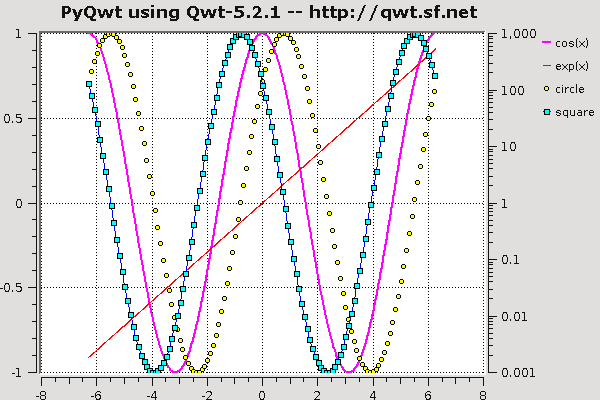 PyQwt using Qwt-5.2.1 -- http://qwt.sf.net
1
0.5
0
-0.5
-1
1.000
100
10
1
0.1
0.01
0.001
-8 -6 -4 -2 0 2 4 6 8
cos(x)
exp(x)
circle
square